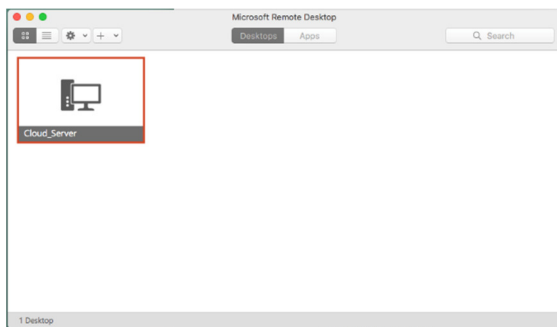 Microsoft Remote Desktop
Desktops Apps
Search
Cloud_Server
1 Desktop